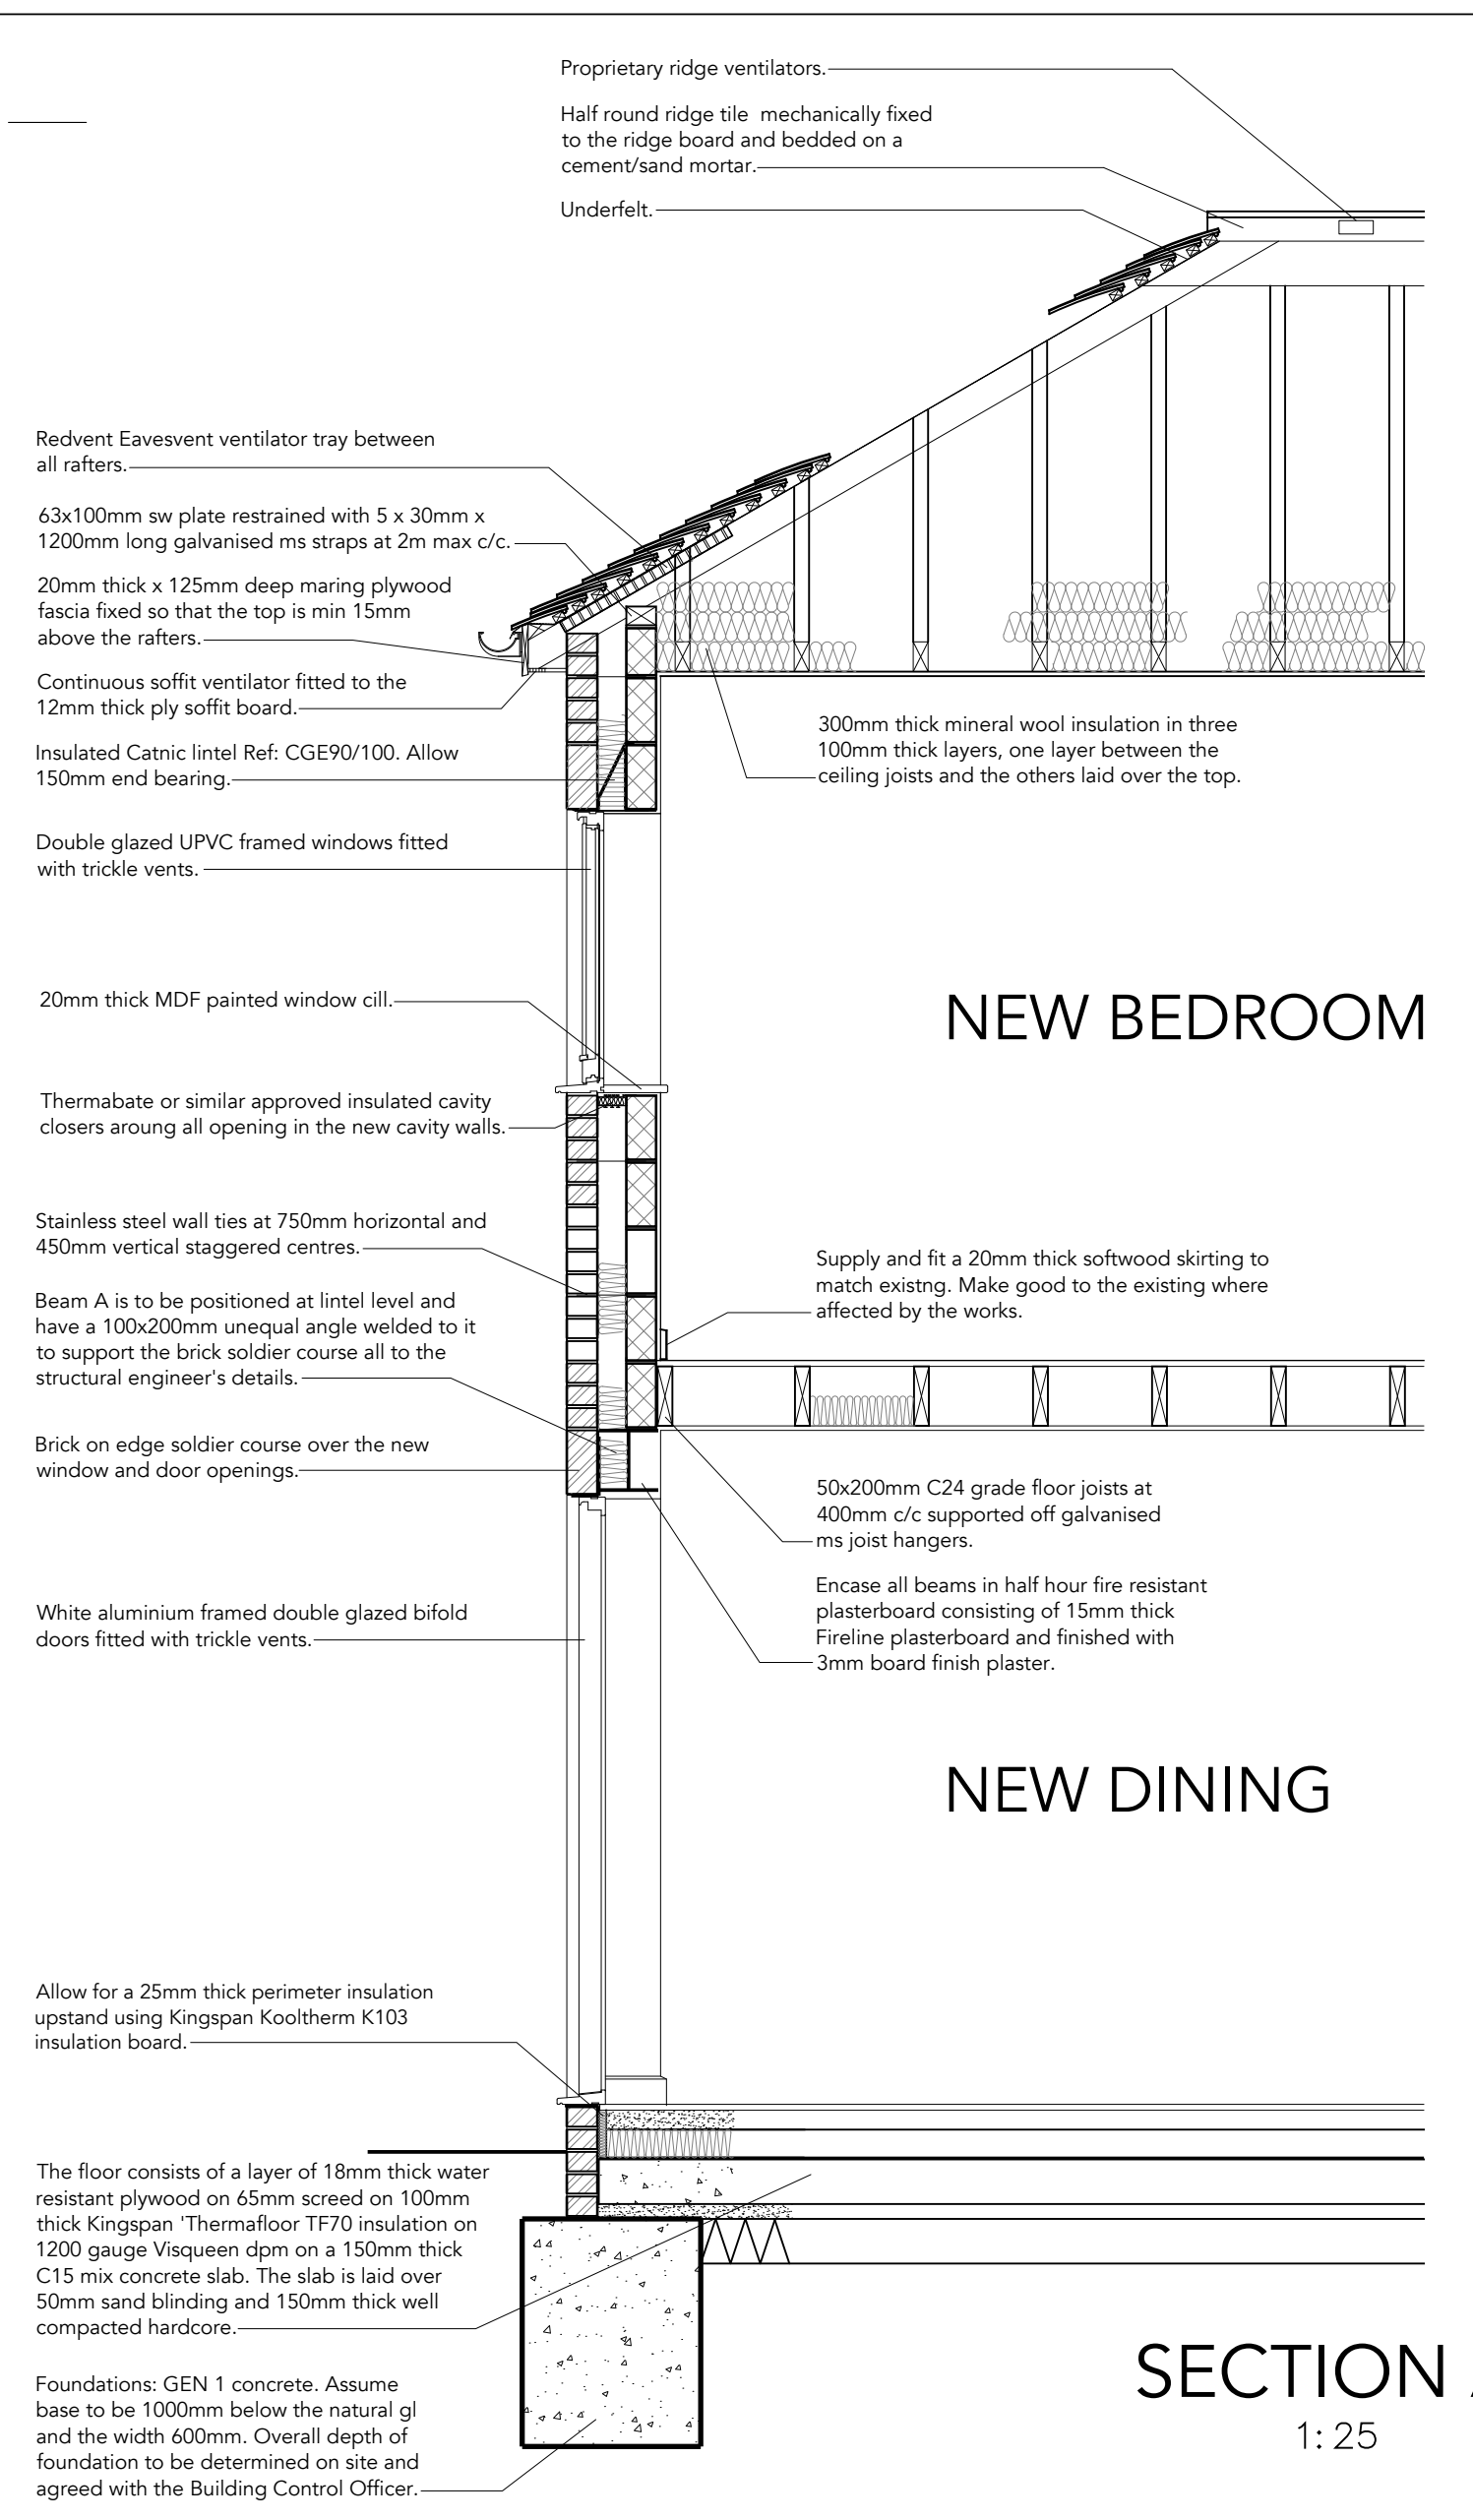 Proprietary ridge ventilators.
Half round ridge tile mechanically fixed
to the ridge board and bedded on a
cement/sand mortar.
Underfelt.
Redvent Eavesvent ventilator tray between
all rafters.
63x100mm sw plate restrained with 5 x 30mm x
1200mm long galvanised ms straps at 2m max c/c.
20mm thick x 125mm deep maring plywood
fascia fixed so that the top is min 15mm
above the rafters.
Continuous soffit ventilator fitted to the
12mm thick ply soffit board.
Insulated Catnic lintel Ref: CGE90/100. Allow
150mm end bearing.
300mm thick mineral wool insulation in three
100mm thick layers, one layer between the
ceiling joists and the others laid over the top.
Double glazed UPVC framed windows fitted
with trickle vents.
20mm thick MDF painted window cill.
NEW BEDROOM
Thermabate or similar approved insulated cavity
closers aroung all opening in the new cavity walls.
Stainless steel wall ties at 750mm horizontal and
450mm vertical staggered centres.
Supply and fit a 20mm thick softwood skirting to
match existng. Make good to the existing where
affected by the works.
Beam A is to be positioned at lintel level and
have a 100x200mm unequal angle welded to it
to support the brick soldier course all to the
structural engineer's details.
Brick on edge soldier course over the new
window and door openings.
50x200mm C24 grade floor joists at
400mm c/c supported off galvanised
ms joist hangers.
Encase all beams in half hour fire resistant
plasterboard consisting of 15mm thick
Fireline plasterboard and finished with
3mm board finish plaster.
White aluminium framed double glazed bifold
doors fitted with trickle vents.
NEW DINING
Allow for a 25mm thick perimeter insulation
upstand using Kingspan Kooltherm K103
insulation board.
The floor consists of a layer of 18mm thick water
resistant plywood on 65mm screed on 100mm
thick Kingspan 'Thermafloor TF70 insulation on
1200 gauge Visqueen dpm on a 150mm thick
C15 mix concrete slab. The slab is laid over
50mm sand blinding and 150mm thick well
compacted hardcore.
Foundations: GEN 1 concrete. Assume
base to be 1000mm below the natural gl
and the width 600mm. Overall depth of
foundation to be determined on site and
agreed with the Building Control Officer.
SECTION
1:25